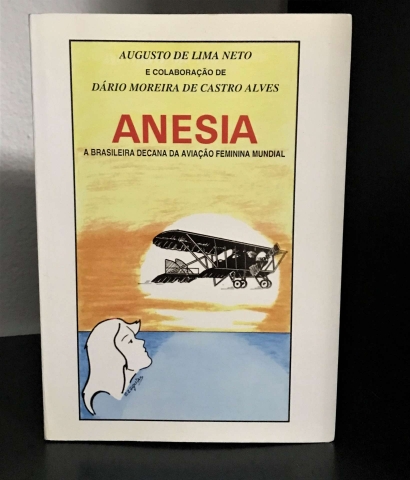 AUGUSTO DE LIMA NETO
E COLABORAÇÃO DE
DÁRIO MOREIRA DE CASTRO ALVES
ANESIA
A BRASILEIRA DECANA DA AVIAÇÃO FEMININA MUNDIAL